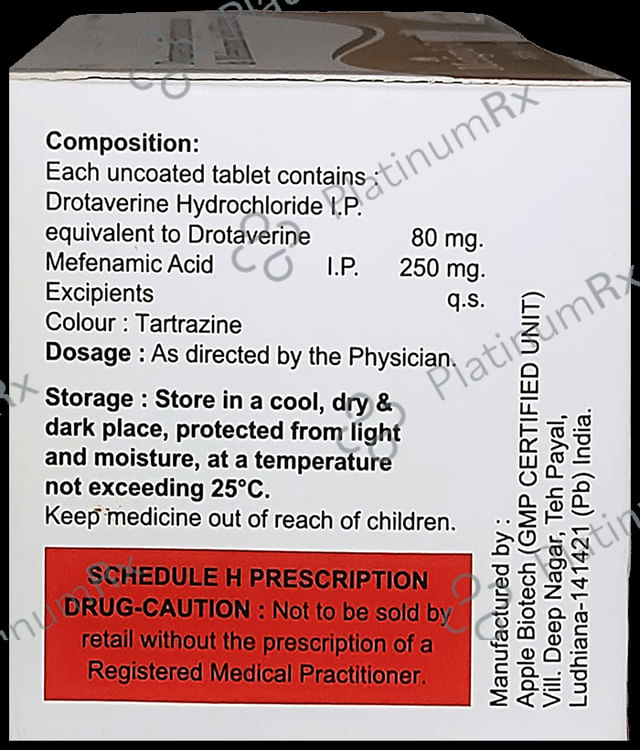 Composition:
Each uncoated tablet contains :
Drotaverine Hydrochloride I.P.
equivalent to Drotaverine 80 mg.
Mefenamic Acid I.P. 250 mg.
Excipients q.s.
Colour : Tartrazine
Dosage : As directed by the Physician.
Storage : Store in a cool, dry &
dark place, protected from light
and moisture, at a temperature
not exceeding 25°C.
Keep medicine out of reach of children.
SCHEDULE H PRESCRIPTION
DRUG-CAUTION : Not to be sold by
retail without the prescription of a
Registered Medical Practitioner.
Manufactured by :
Apple Biotech (GMP CERTIFIED UNIT)
Vill. Deep Nagar, Teh Payal,
Ludhiana-141421 (Pb) India.
PlatinumRx
PlatinumRx